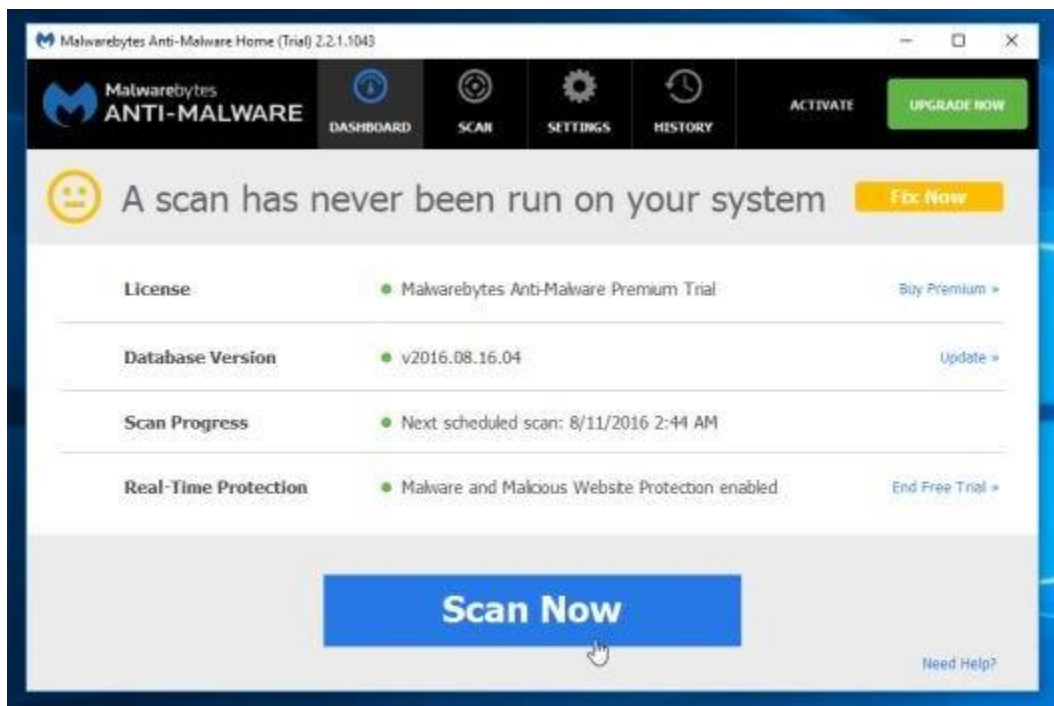 Malwarebytes Anti-Malware Home (Trial) 2.2.1.1043
Malwarebytes
ANTI-MALWARE
DASHBOARD
SCAN
SETTINGS
HISTORY
ACTIVATE
UPGRADE NOW
A scan has never been run on your system
Fix Now
License
Malwarebytes Anti-Malware Premium Trial
Buy Premium »
Database Version
v2016.08.16.04
Update »
Scan Progress
Next scheduled scan: 8/11/2016 2:44 AM
Real-Time Protection
Malware and Malicious Website Protection enabled
End Free Trial »
Scan Now
Need Help?